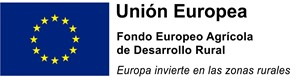 Unión Europea
Fondo Europeo Agrícola
de Desarrollo Rural
Europa invierte en las zonas rurales